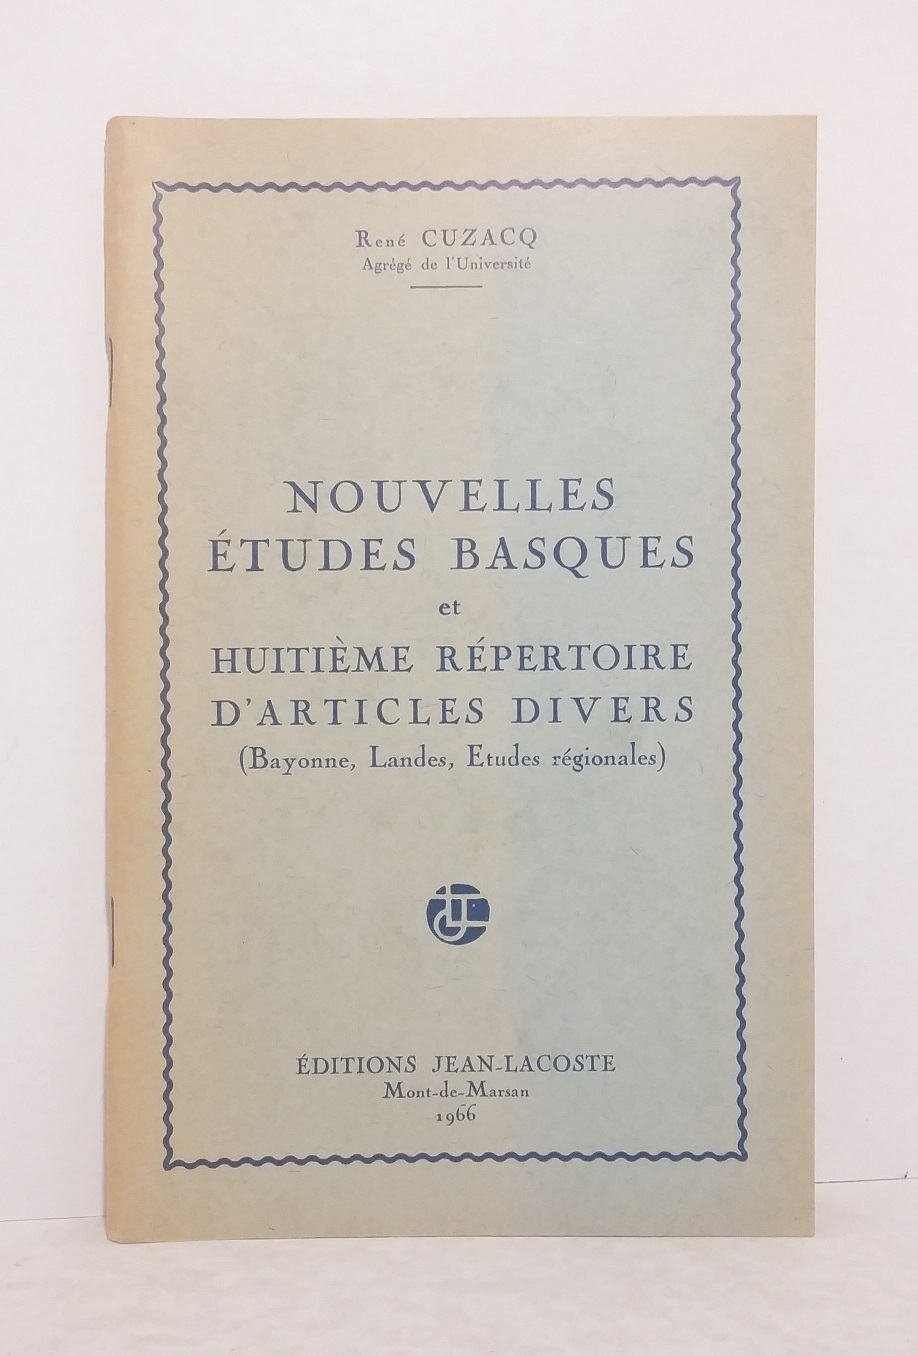 René CUZACQ
Agrégé de l'Université
NOUVELLES
ÉTUDES BASQUES
et
HUITIÈME RÉPERTOIRE
D'ARTICLES DIVERS
(Bayonne, Landes, Etudes régionales)
ÉDITIONS JEAN-LACOSTE
Mont-de-Marsan
1966